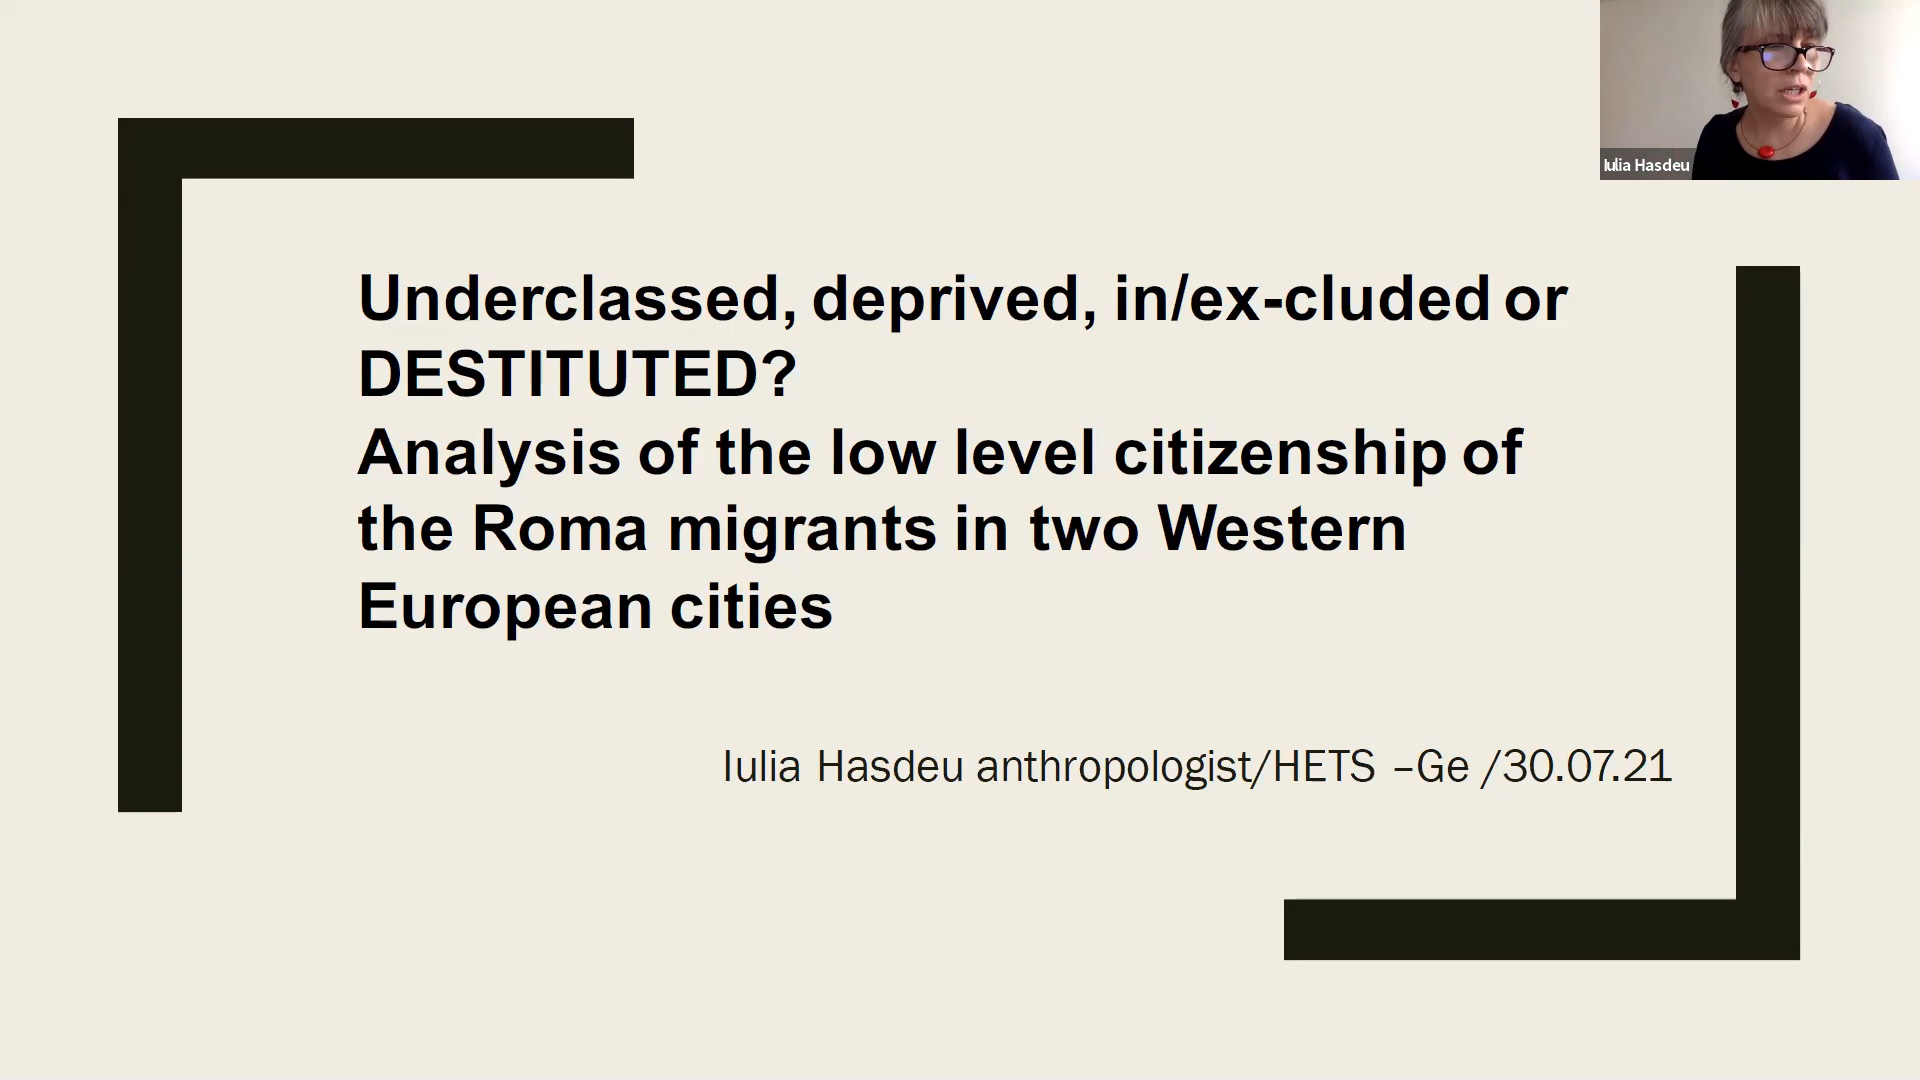 Iulia Hasdeu
Underclassed, deprived, in/ex-cluded or
DESTITUTED?
Analysis of the low level citizenship of
the Roma migrants in two Western
European cities
Iulia Hasdeu anthropologist/HETS –Ge /30.07.21